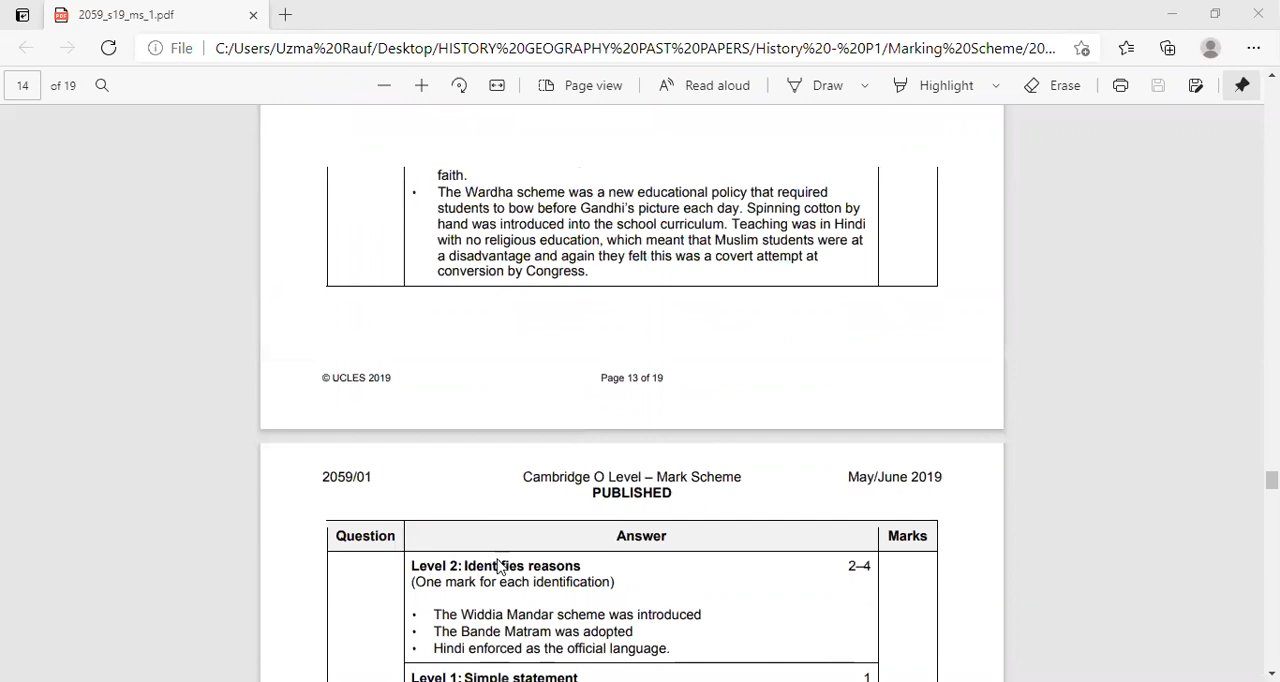 2059_s19_ms_1.pdf
File C:/Users/Uzma%20Rauf/Desktop/HISTORY%20GEOGRAPHY%20PAST%20PAPERS/History%20-%20P1/Marking%20Scheme/20...
14 of 19 Page view Read aloud Draw Highlight Erase
faith.
• The Wardha scheme was a new educational policy that required
students to bow before Gandhi's picture each day. Spinning cotton by
hand was introduced into the school curriculum. Teaching was in Hindi
with no religious education, which meant that Muslim students were at
a disadvantage and again they felt this was a covert attempt at
conversion by Congress.
© UCLES 2019 Page 13 of 19
2059/01 Cambridge O Level – Mark Scheme May/June 2019
PUBLISHED
Question Answer Marks
Level 2: Identifies reasons 2–4
(One mark for each identification)
• The Widdia Mandar scheme was introduced
• The Bande Matram was adopted
• Hindi enforced as the official language.
Level 1: Simple statement 1